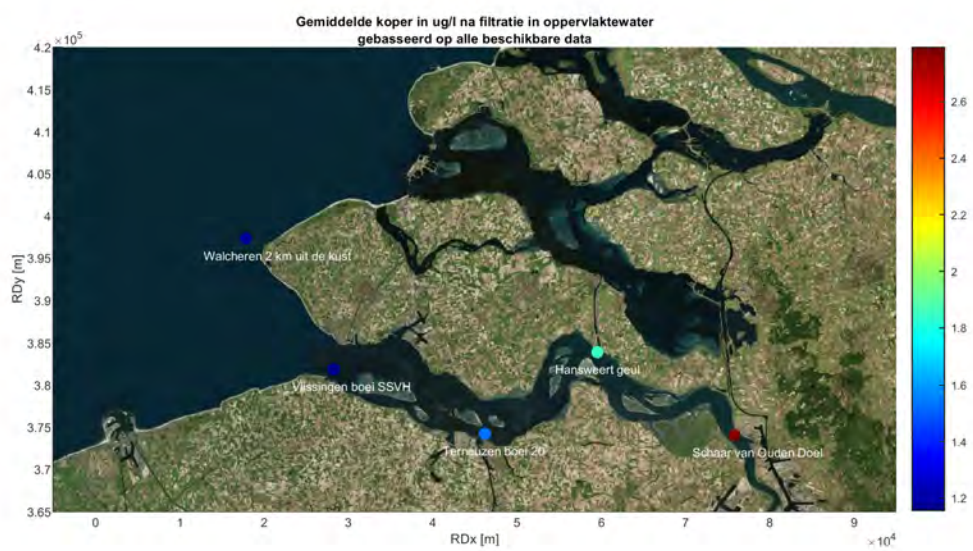 Gemiddelde koper in ug/l na filtratie in oppervlaktewater
gebasseerd op alle beschikbare data
4.2 ×10⁵
4.15
4.1
4.05
4
3.95
3.9
3.85
3.8
3.75
3.7
3.65
RDy [m]
Walcheren 2 km uit de kust
Vlissingen boei SSVH
Terneuzen boei 20
Hansweert geul
Schaar van Ouden Doel
0 1 2 3 4 5 6 7 8 9
×10⁴
RDx [m]
2.6
2.4
2.2
2
1.8
1.6
1.4
1.2